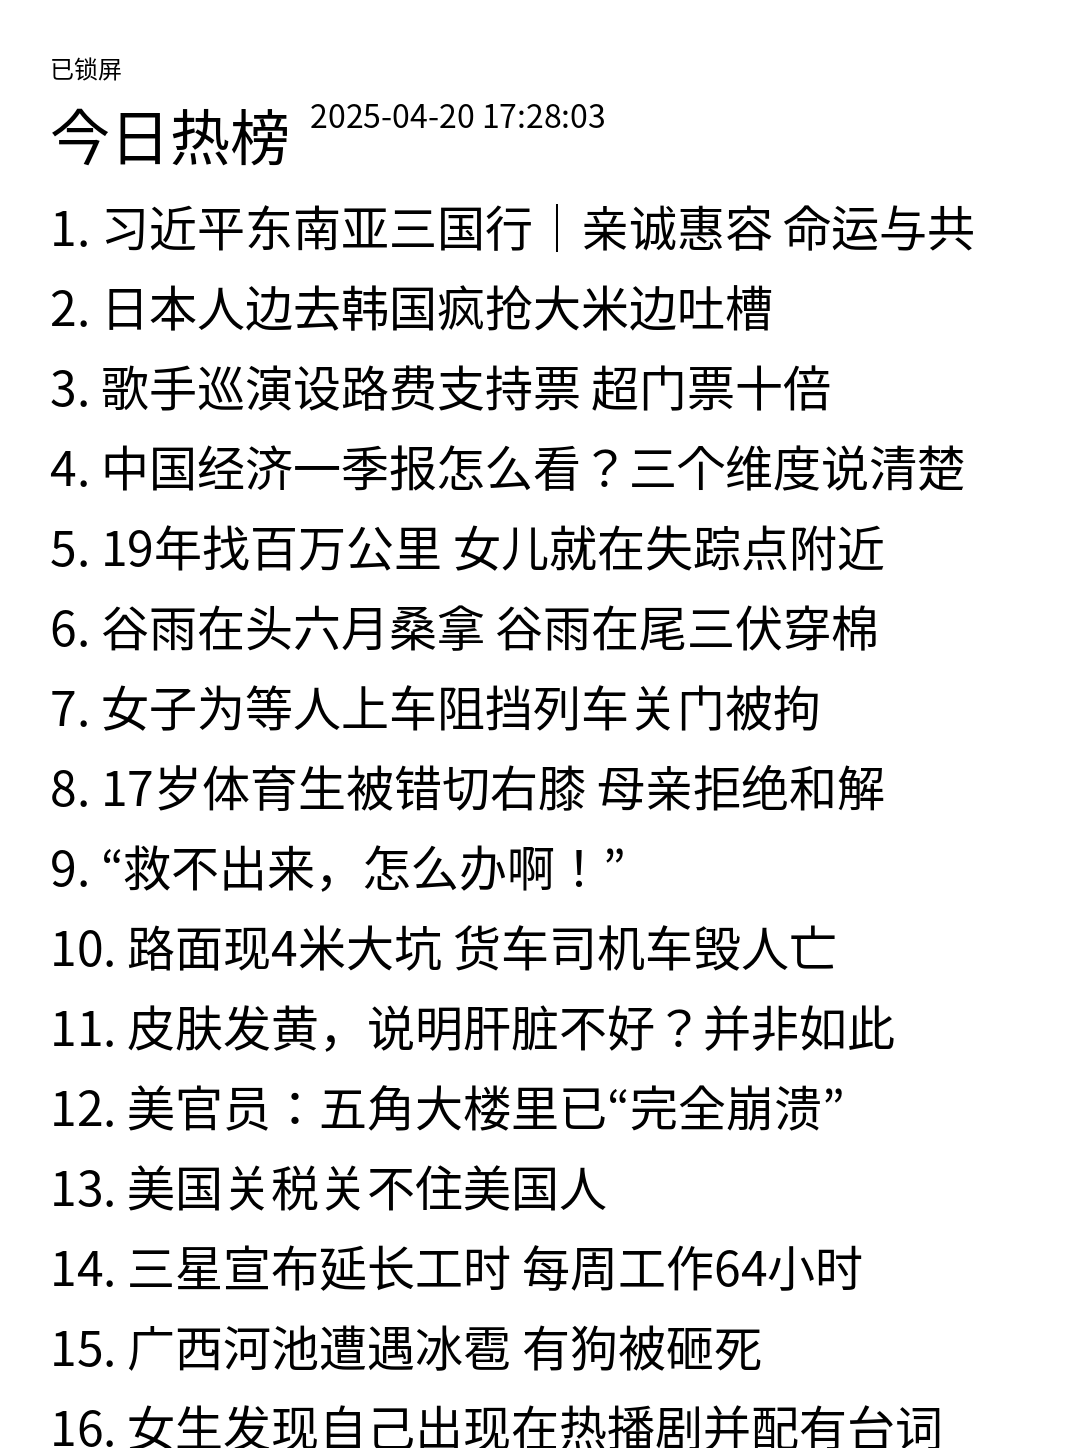 已锁屏
今日热榜 2025-04-20 17:28:03
1. 习近平东南亚三国行｜亲诚惠容 命运与共
2. 日本人边去韩国疯抢大米边吐槽
3. 歌手巡演设路费支持票 超门票十倍
4. 中国经济一季报怎么看？三个维度说清楚
5. 19年找百万公里 女儿就在失踪点附近
6. 谷雨在头六月桑拿 谷雨在尾三伏穿棉
7. 女子为等人上车阻挡列车关门被拘
8. 17岁体育生被错切右膝 母亲拒绝和解
9. “救不出来，怎么办啊！”
10. 路面现4米大坑 货车司机车毁人亡
11. 皮肤发黄，说明肝脏不好？并非如此
12. 美官员：五角大楼里已“完全崩溃”
13. 美国关税关不住美国人
14. 三星宣布延长工时 每周工作64小时
15. 广西河池遭遇冰雹 有狗被砸死
16. 女生发现自己出现在热播剧并配有台词